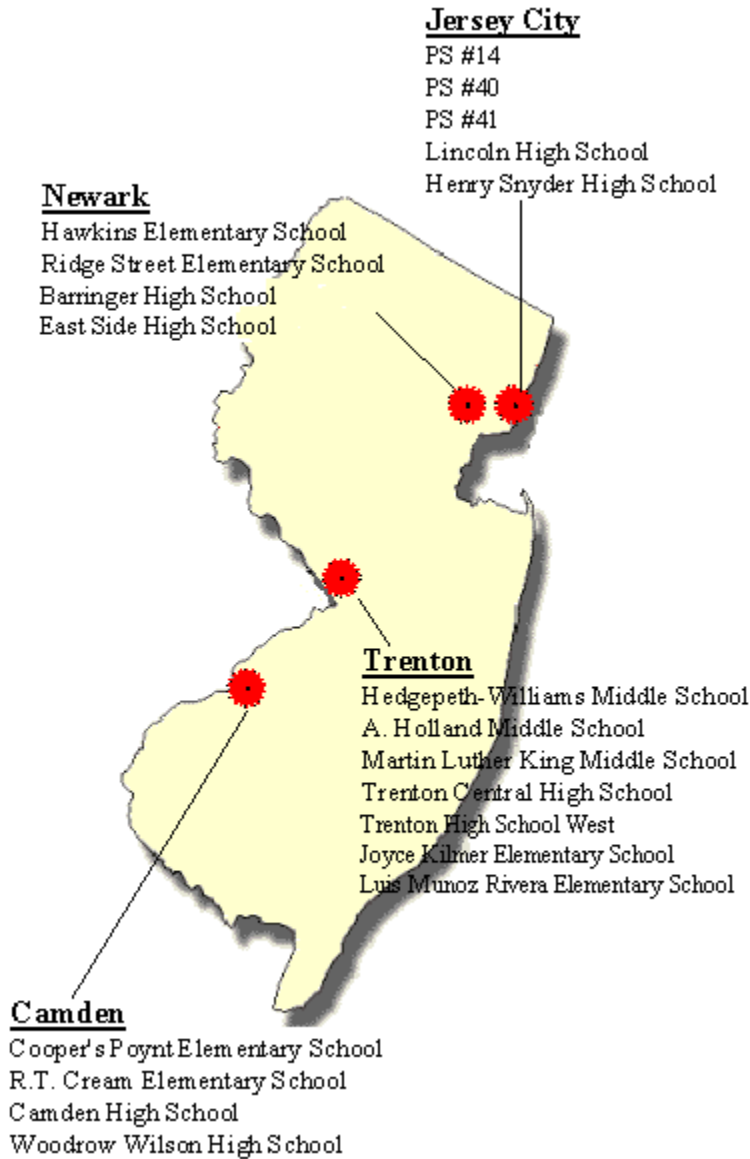 Jersey City
PS #14
PS #40
PS #41
Lincoln High School
Henry Snyder High School
Newark
Hawkins Elementary School
Ridge Street Elementary School
Barringer High School
East Side High School
Trenton
Hedgepeth-Williams Middle School
A. Holland Middle School
Martin Luther King Middle School
Trenton Central High School
Trenton High School West
Joyce Kilmer Elementary School
Luis Munoz Rivera Elementary School
Camden
Cooper's Poynt Elementary School
R.T. Cream Elementary School
Camden High School
Woodrow Wilson High School